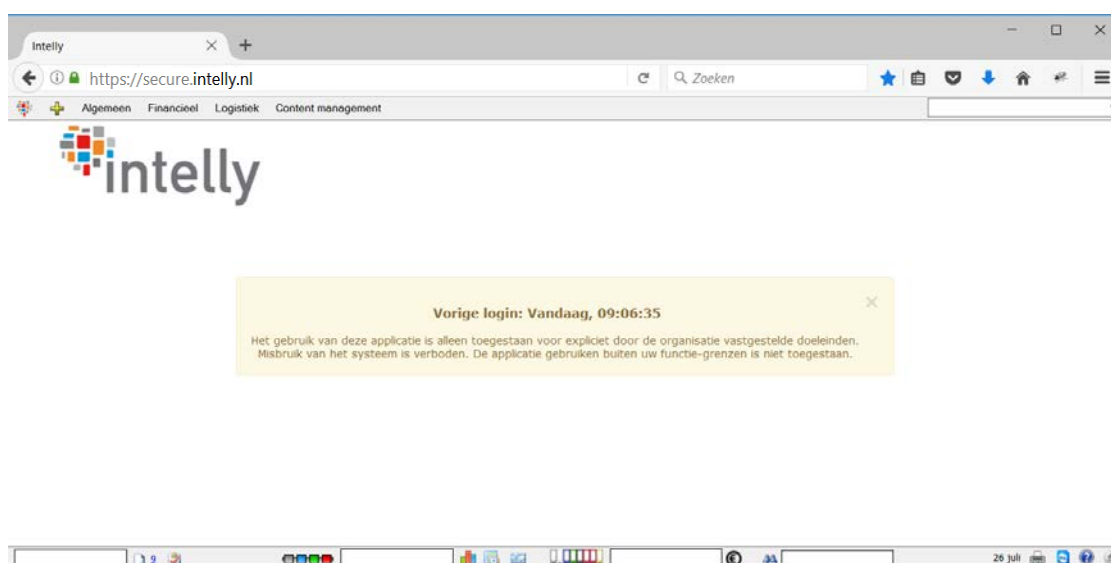 Intelly
https://secure.intelly.nl
Zoeken
Algemeen Financieel Logistiek Content management
intelly
Vorige login: Vandaag, 09:06:35
Het gebruik van deze applicatie is alleen toegestaan voor expliciet door de organisatie vastgestelde doeleinden.
Misbruik van het systeem is verboden. De applicatie gebruiken buiten uw functie-grenzen is niet toegestaan.
9 26 juli